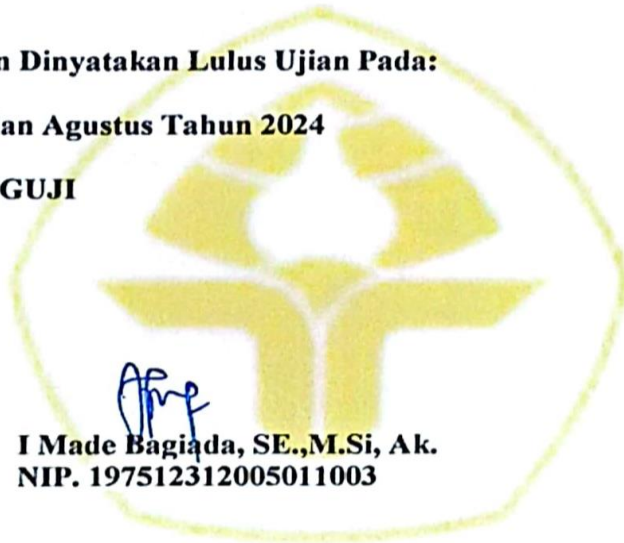 n Dinyatakan Lulus Ujian Pada:
an Agustus Tahun 2024
GUJI
I Made Bagiada, SE.,M.Si, Ak.
NIP. 197512312005011003